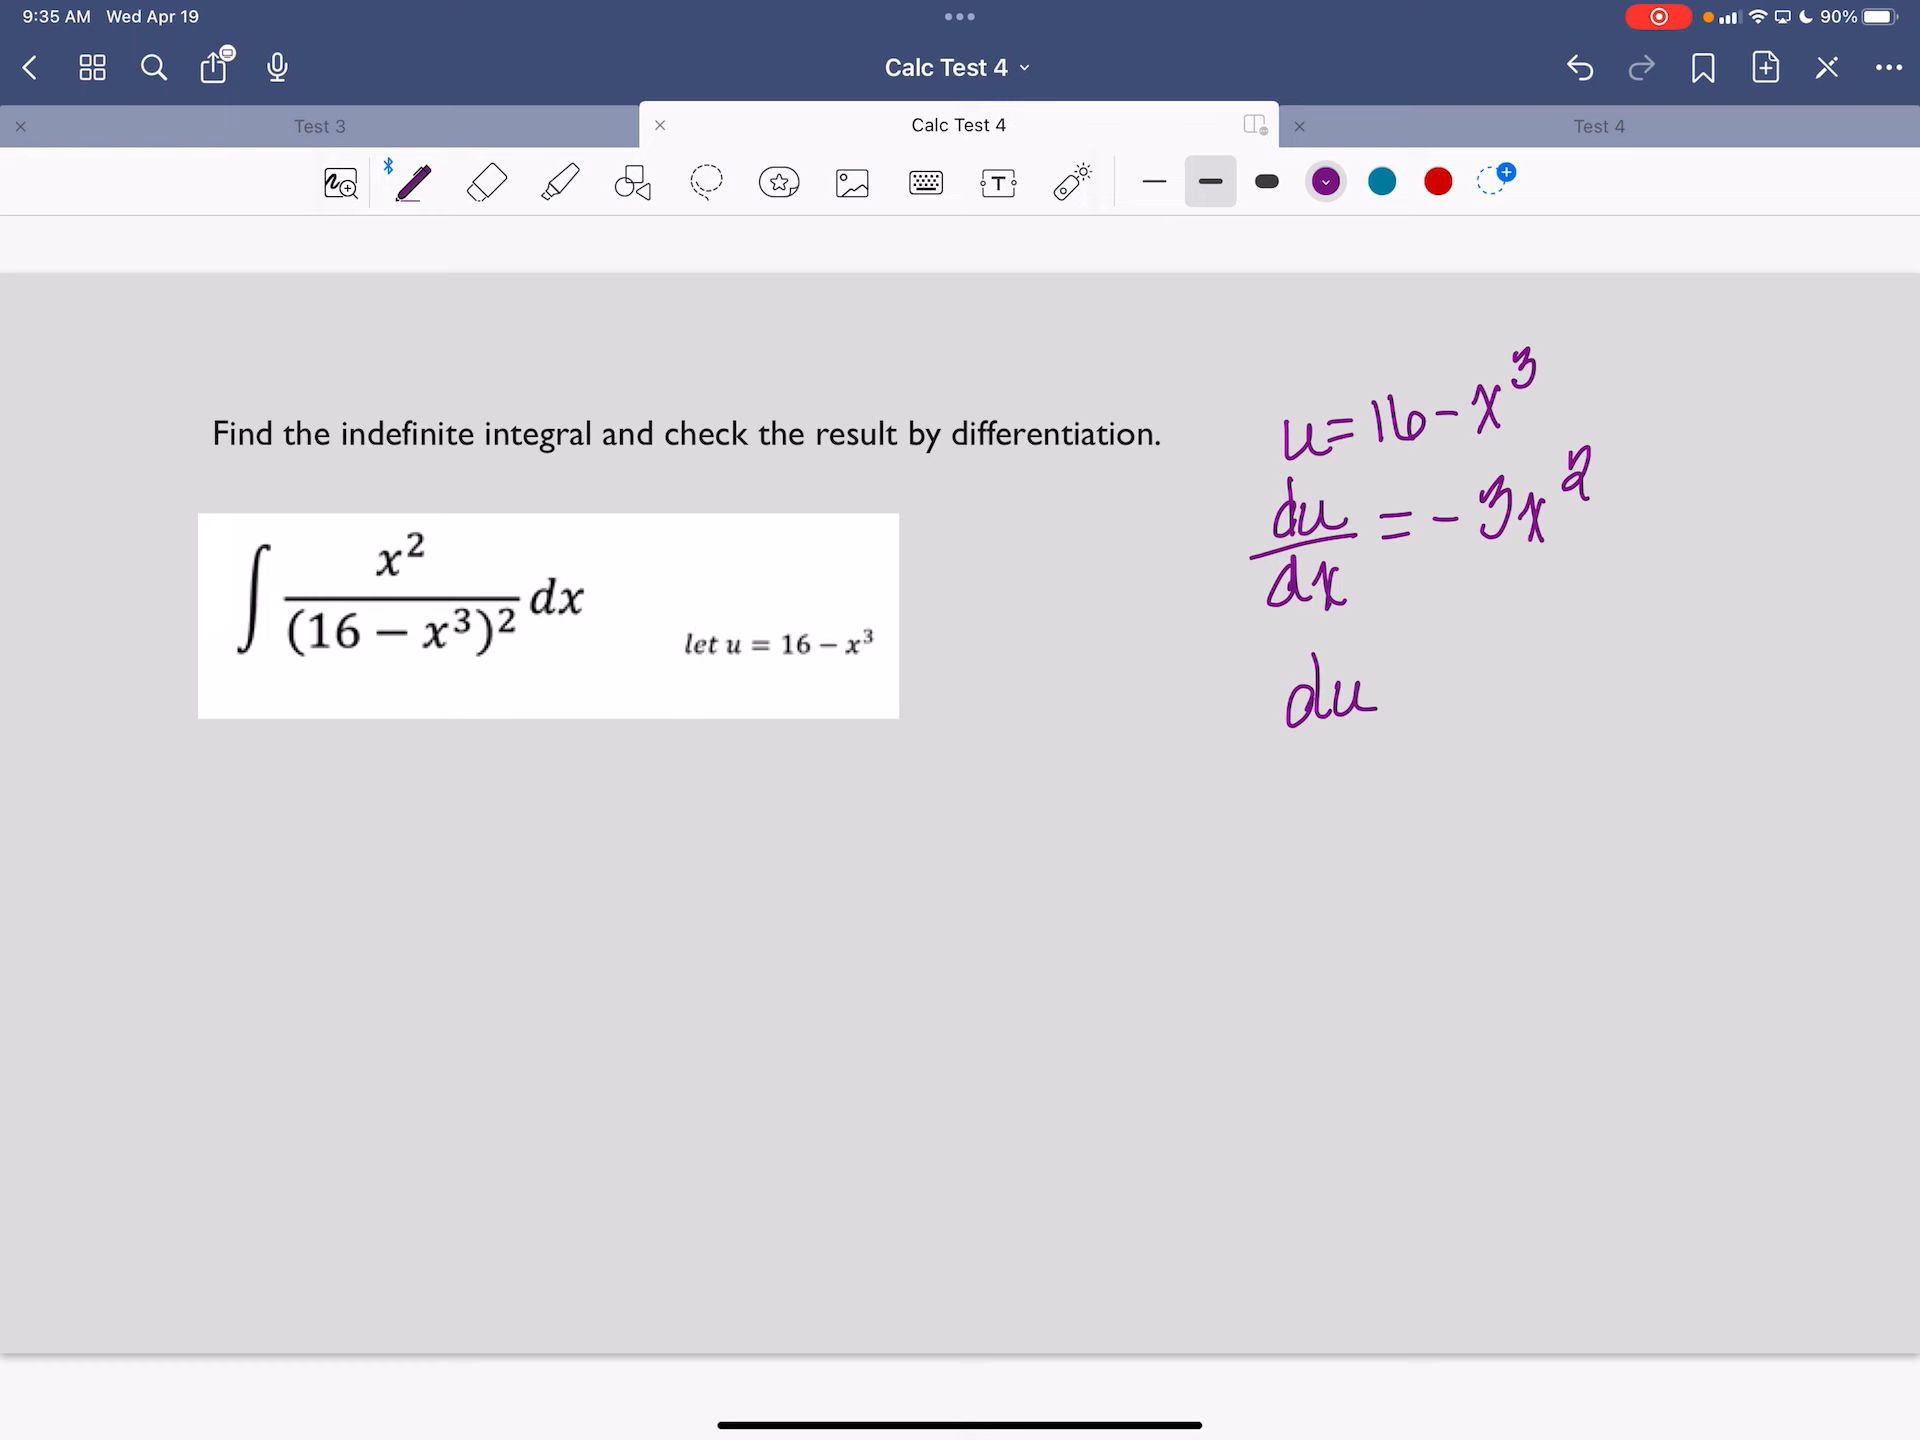 9:35 AM Wed Apr 19
90%
Calc Test 4
Test 3
Calc Test 4
Test 4
T
Find the indefinite integral and check the result by differentiation.
∫ x² / (16 − x³)² dx
let u = 16 − x³
u = 16 - x³
du/dx = - 3x²
du